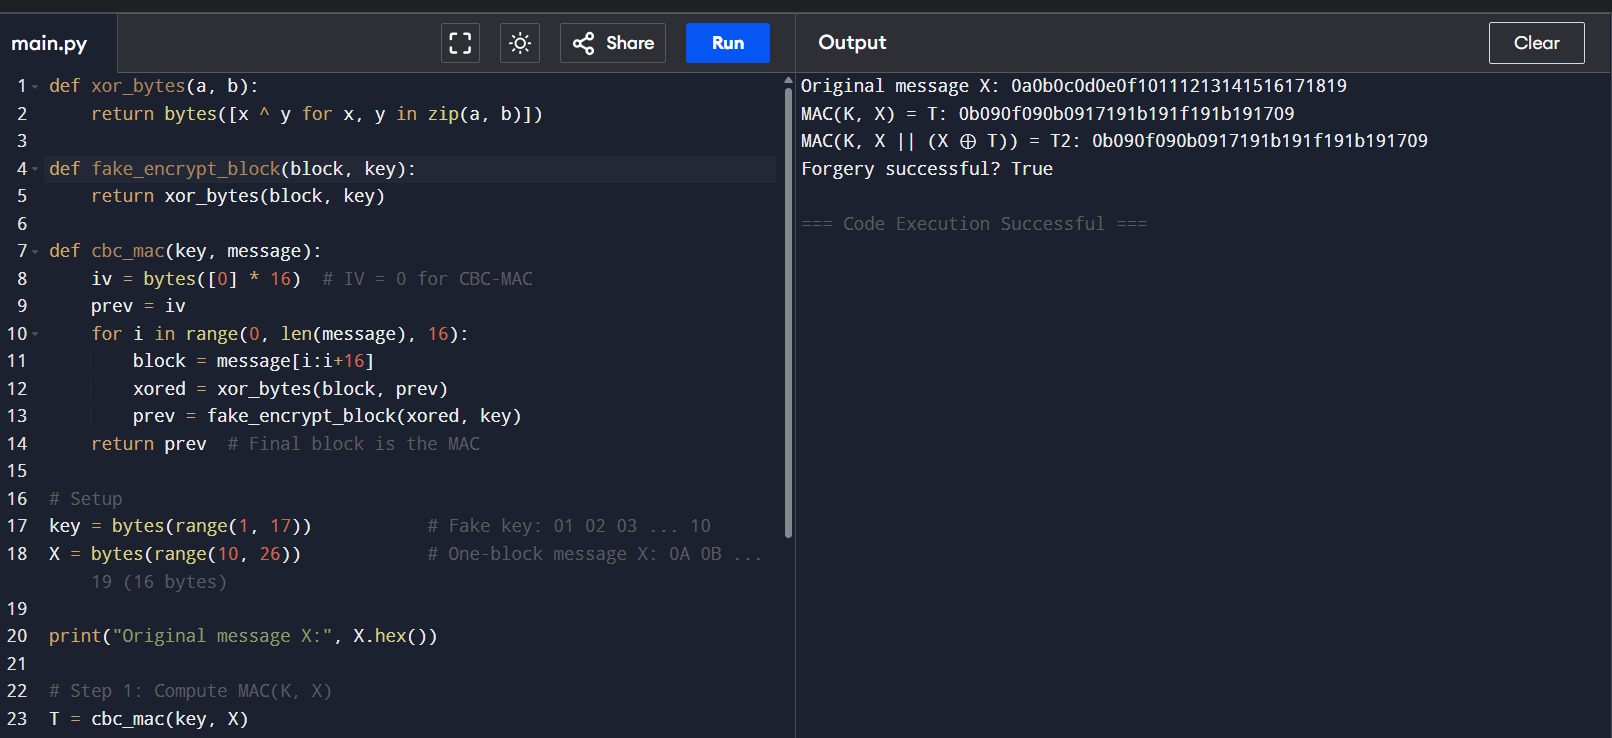 main.py
Share
Run
Output
Clear
1 def xor_bytes(a, b):
2     return bytes([x ^ y for x, y in zip(a, b)])
3
4 def fake_encrypt_block(block, key):
5     return xor_bytes(block, key)
6
7 def cbc_mac(key, message):
8     iv = bytes([0] * 16)  # IV = 0 for CBC-MAC
9     prev = iv
10     for i in range(0, len(message), 16):
11         block = message[i:i+16]
12         xored = xor_bytes(block, prev)
13         prev = fake_encrypt_block(xored, key)
14     return prev  # Final block is the MAC
15
16 # Setup
17 key = bytes(range(1, 17))           # Fake key: 01 02 03 ... 10
18 X = bytes(range(10, 26))            # One-block message X: 0A 0B ...
    19 (16 bytes)
19
20 print("Original message X:", X.hex())
21
22 # Step 1: Compute MAC(K, X)
23 T = cbc_mac(key, X)
Original message X: 0a0b0c0d0e0f10111213141516171819
MAC(K, X) = T: 0b090f090b0917191b191f191b191709
MAC(K, X || (X ⊕ T)) = T2: 0b090f090b0917191b191f191b191709
Forgery successful? True
=== Code Execution Successful ===